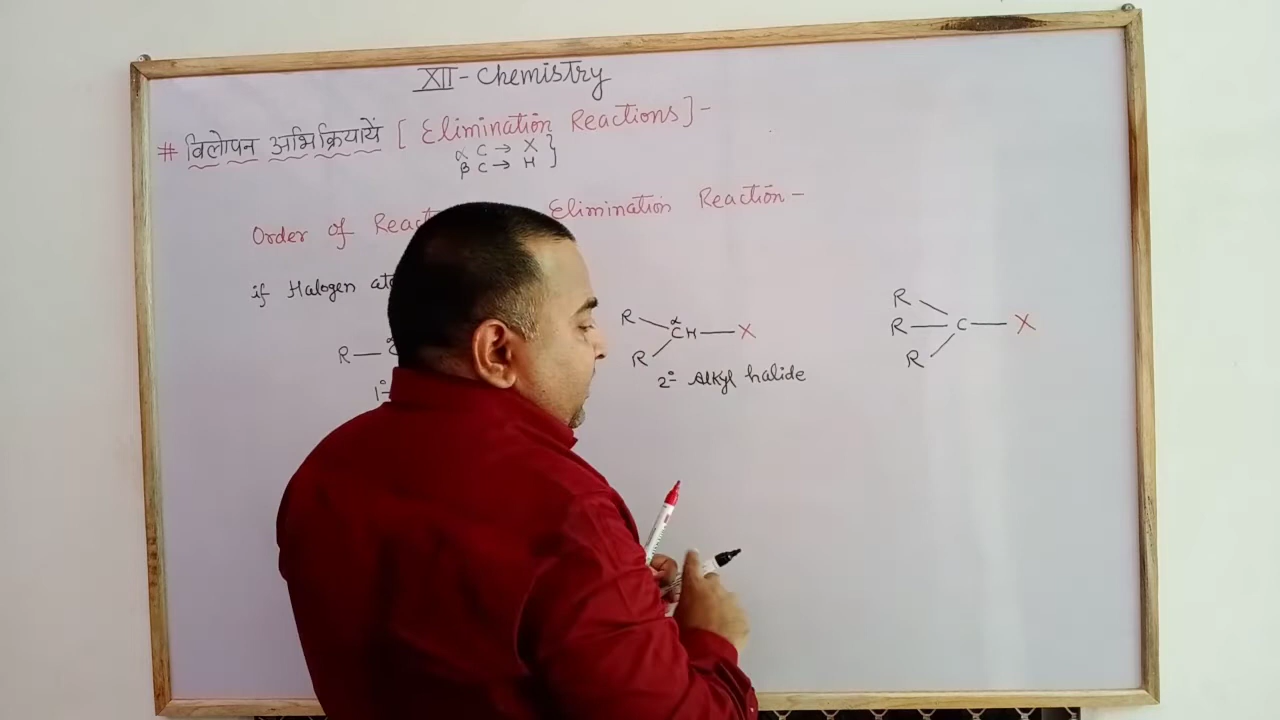 XII - Chemistry
# विलोपन अभिक्रियायें [ Elimination Reactions ] -
α C → X }
β C → H }
Order of Elimination Reaction -
if Halogen
R — 
R
α
CH — X
R
1°
2° - Alkyl halide
R
R — C — X
R